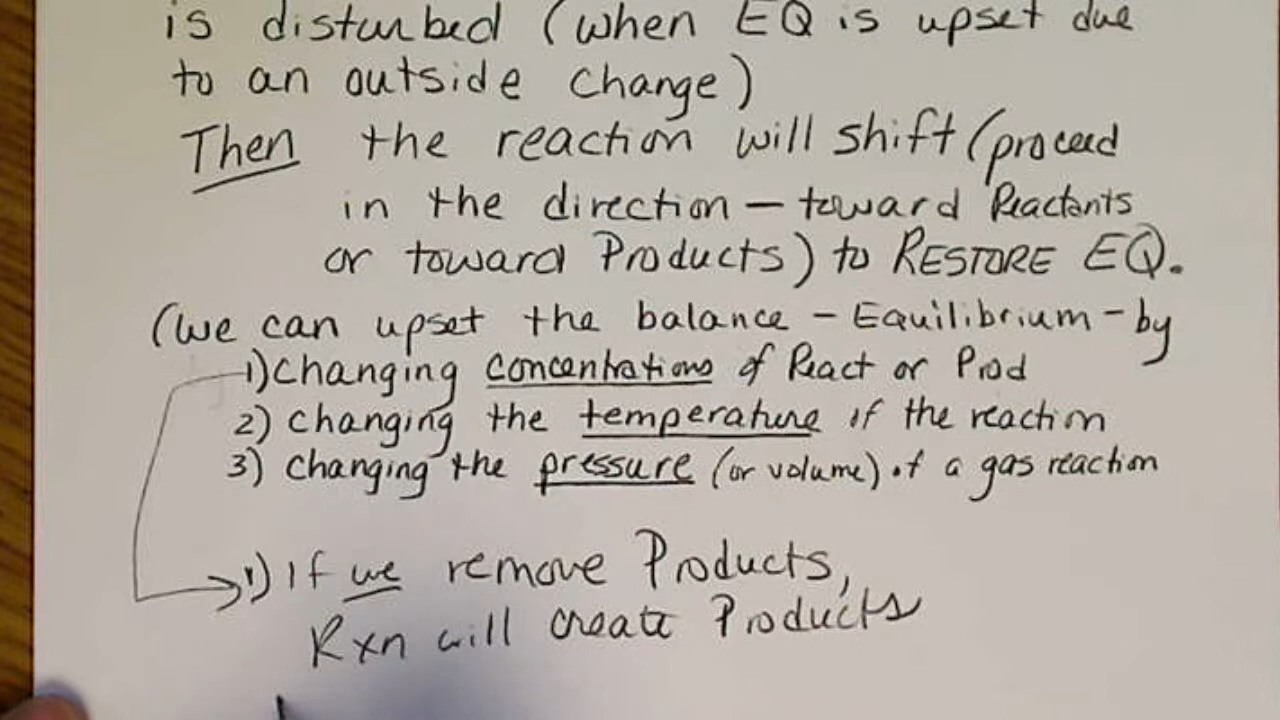 is disturbed (when EQ is upset due
to an outside change)
Then the reaction will shift (proceed
in the direction — toward Reactants
or toward Products) to RESTORE EQ.
(we can upset the balance - Equilibrium - by
1) changing concentrations of React or Prod
2) changing the temperature if the reaction
3) changing the pressure (or volume) of a gas reaction
1) If we remove Products,
Rxn will create Products